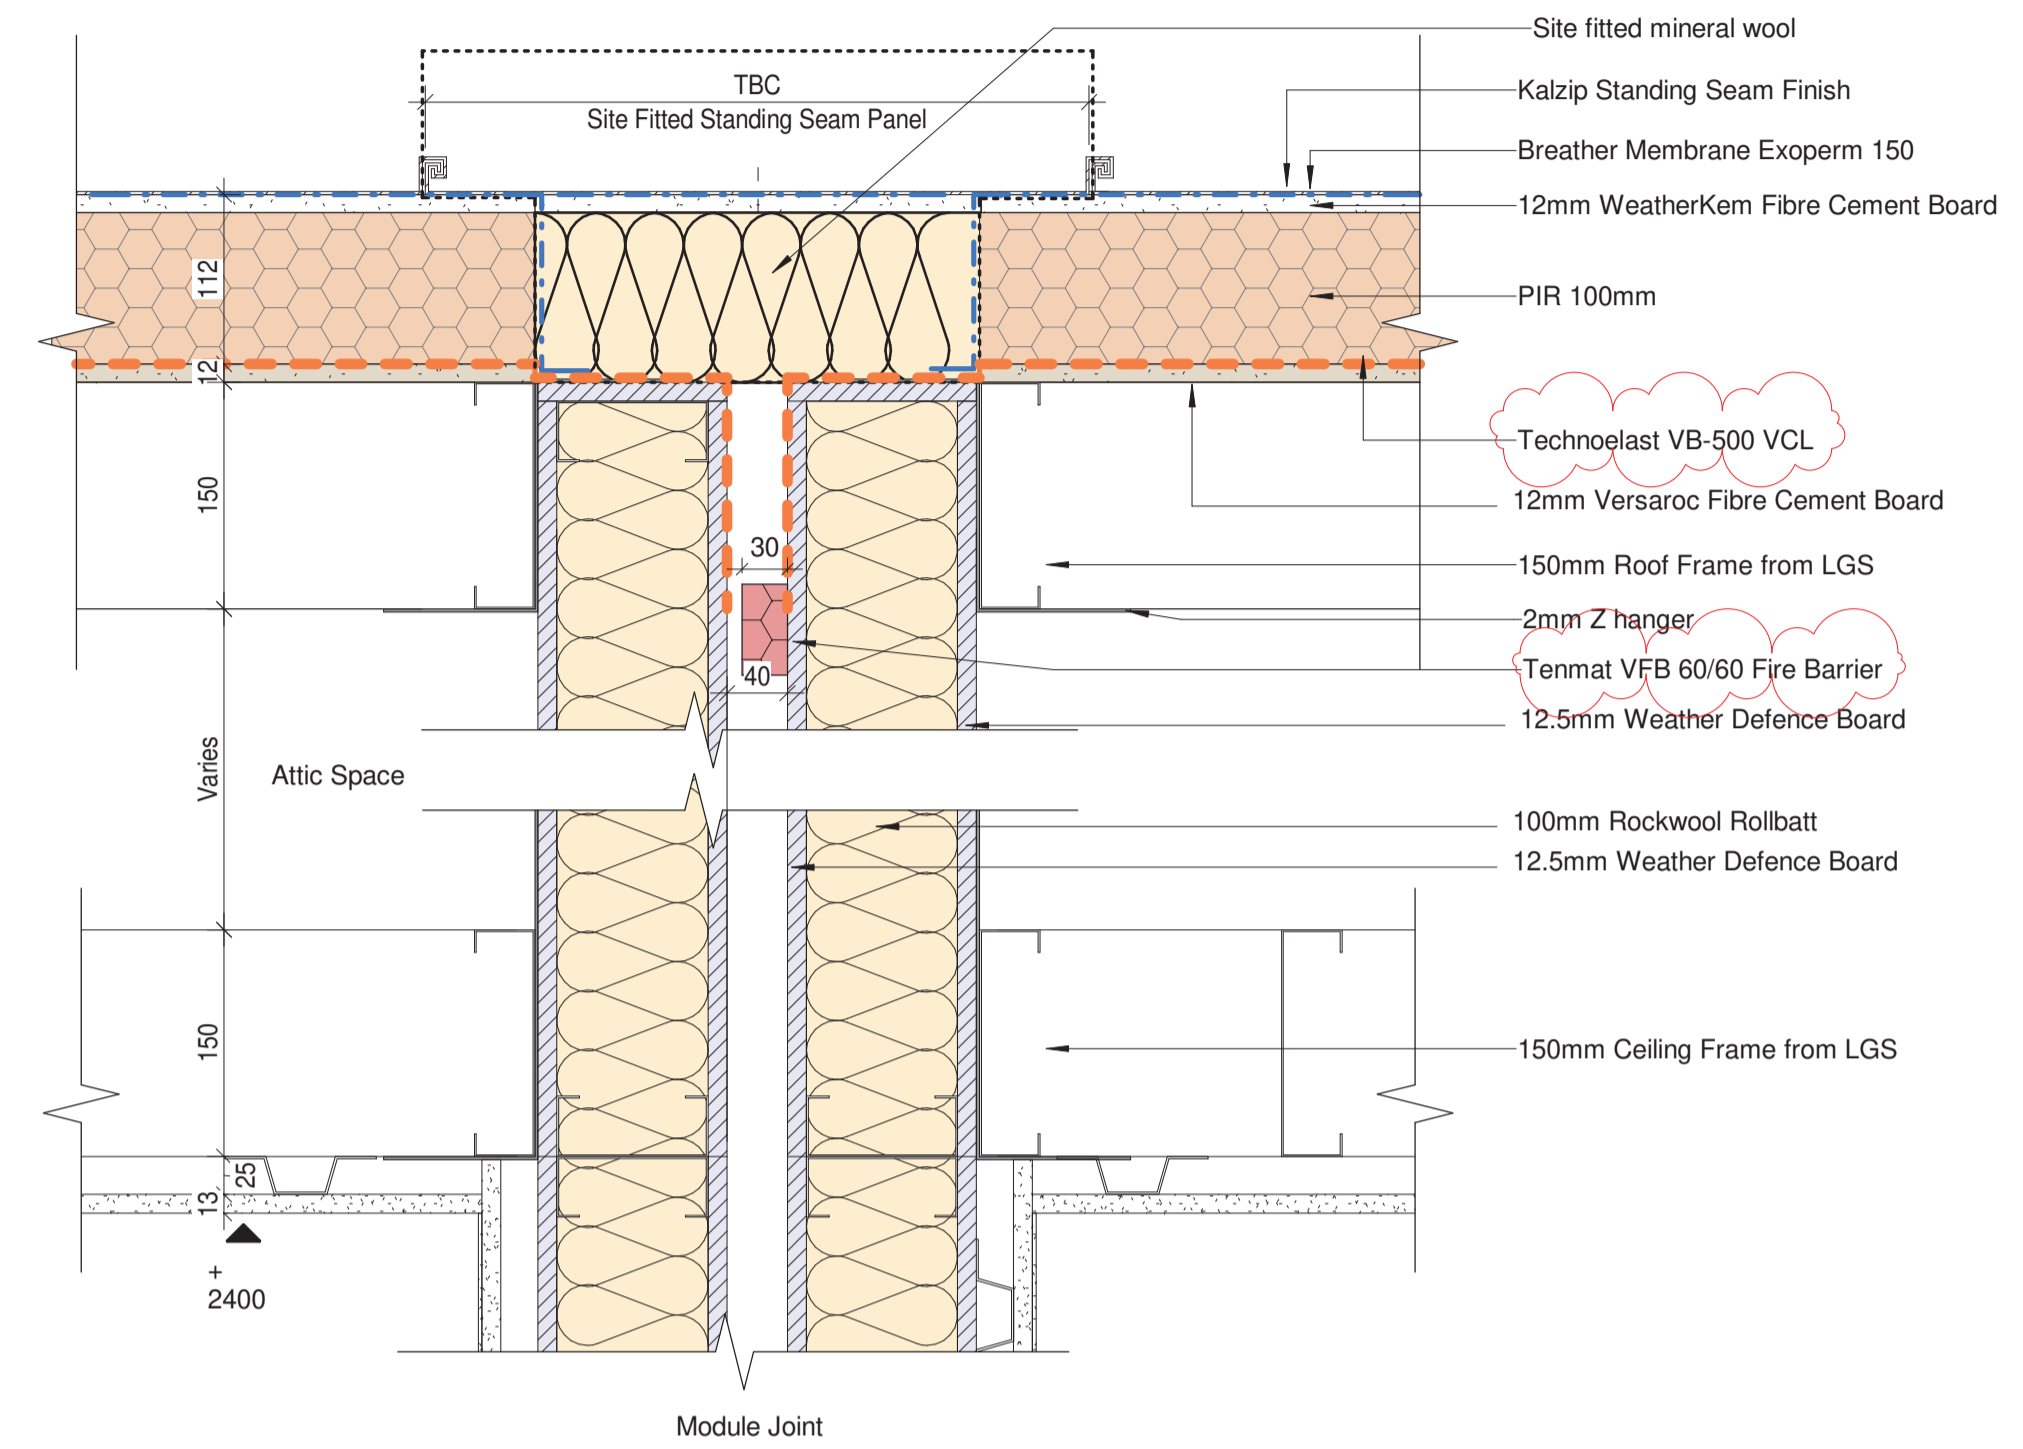 Site fitted mineral wool
TBC
Site Fitted Standing Seam Panel
Kalzip Standing Seam Finish
Breather Membrane Exoperm 150
12mm WeatherKem Fibre Cement Board
112
PIR 100mm
12
Technoelast VB-500 VCL
12mm Versaroc Fibre Cement Board
150
30
150mm Roof Frame from LGS
2mm Z hanger
Tenmat VFB 60/60 Fire Barrier
40
12.5mm Weather Defence Board
Varies
Attic Space
100mm Rockwool Rollbatt
12.5mm Weather Defence Board
150
150mm Ceiling Frame from LGS
25
13
+
2400
Module Joint